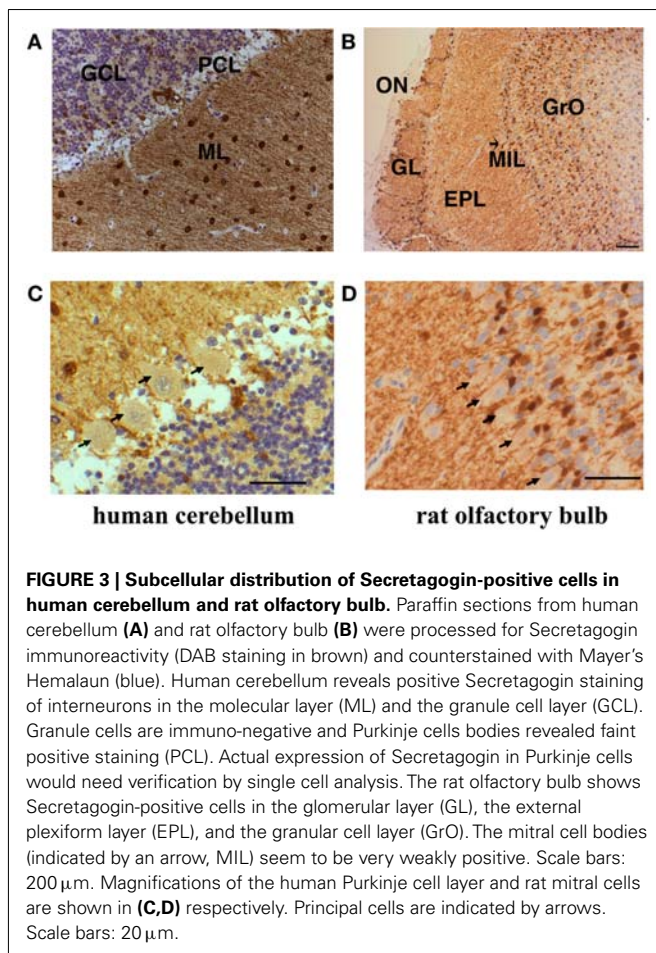 A
GCL
PCL
ML
B
ON
GrO
MIL
GL
EPL
C
D
human cerebellum
rat olfactory bulb
FIGURE 3 | Subcellular distribution of Secretagogin-positive cells in
human cerebellum and rat olfactory bulb. Paraffin sections from human
cerebellum (A) and rat olfactory bulb (B) were processed for Secretagogin
immunoreactivity (DAB staining in brown) and counterstained with Mayer's
Hemalaun (blue). Human cerebellum reveals positive Secretagogin staining
of interneurons in the molecular layer (ML) and the granule cell layer (GCL).
Granule cells are immuno-negative and Purkinje cells bodies revealed faint
positive staining (PCL). Actual expression of Secretagogin in Purkinje cells
would need verification by single cell analysis. The rat olfactory bulb shows
Secretagogin-positive cells in the glomerular layer (GL), the external
plexiform layer (EPL), and the granular cell layer (GrO). The mitral cell bodies
(indicated by an arrow, MIL) seem to be very weakly positive. Scale bars:
200 μm. Magnifications of the human Purkinje cell layer and rat mitral cells
are shown in (C,D) respectively. Principal cells are indicated by arrows.
Scale bars: 20 μm.